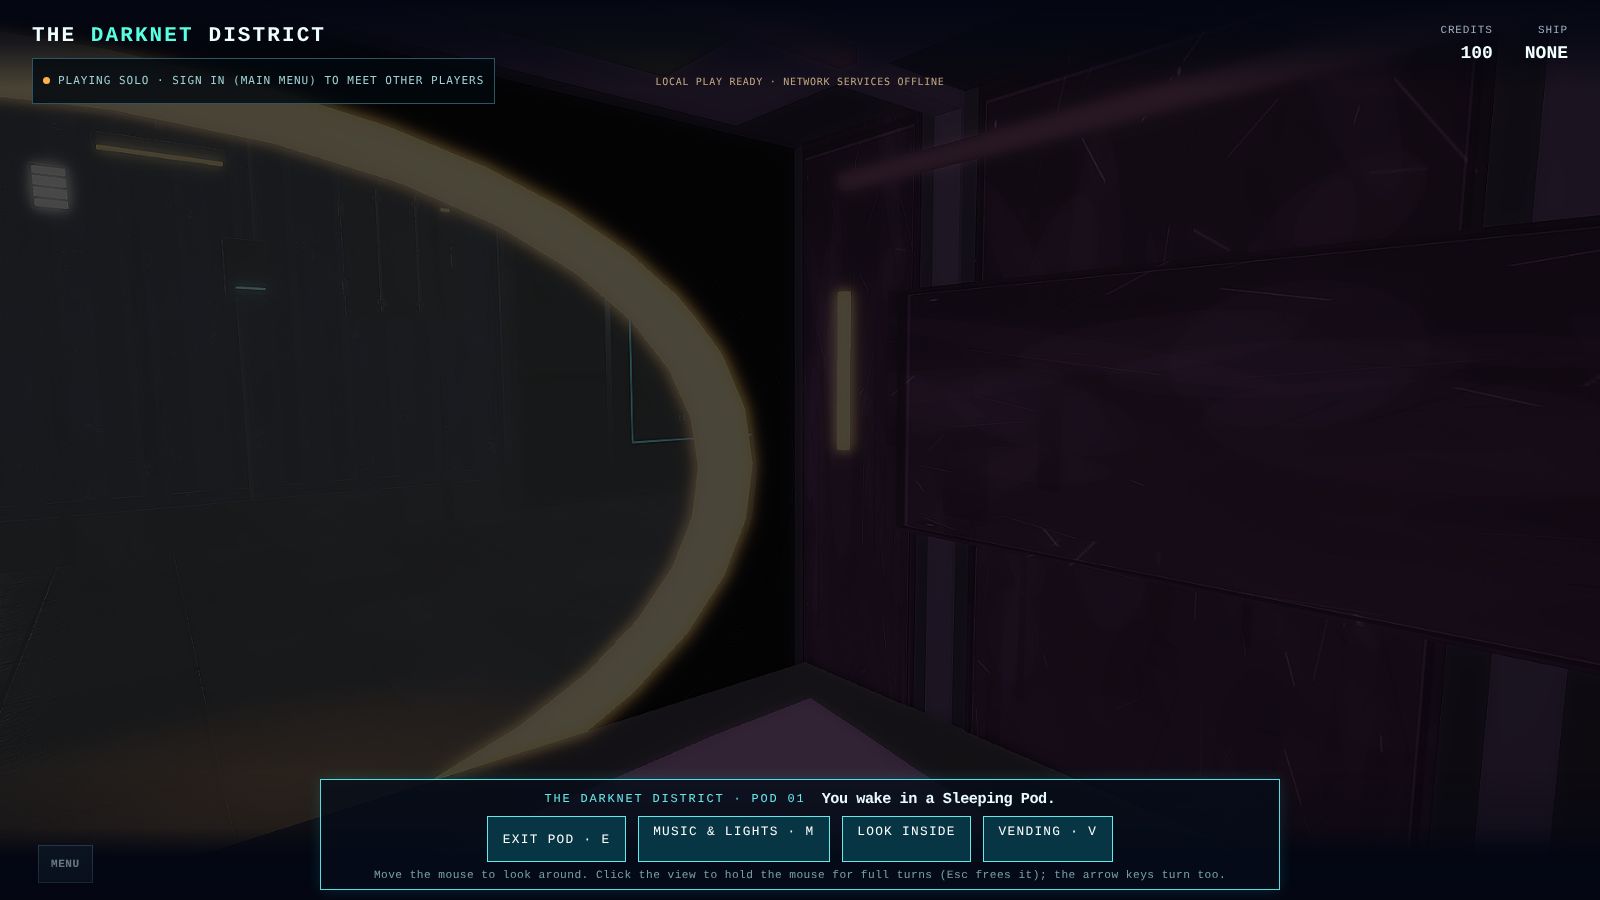 THE DARKNET DISTRICT
CREDITS
SHIP
100
NONE
PLAYING SOLO · SIGN IN (MAIN MENU) TO MEET OTHER PLAYERS
LOCAL PLAY READY · NETWORK SERVICES OFFLINE
THE DARKNET DISTRICT · POD 01 You wake in a Sleeping Pod.
EXIT POD · E
MUSIC & LIGHTS · M
LOOK INSIDE
VENDING · V
Move the mouse to look around. Click the view to hold the mouse for full turns (Esc frees it); the arrow keys turn too.
MENU